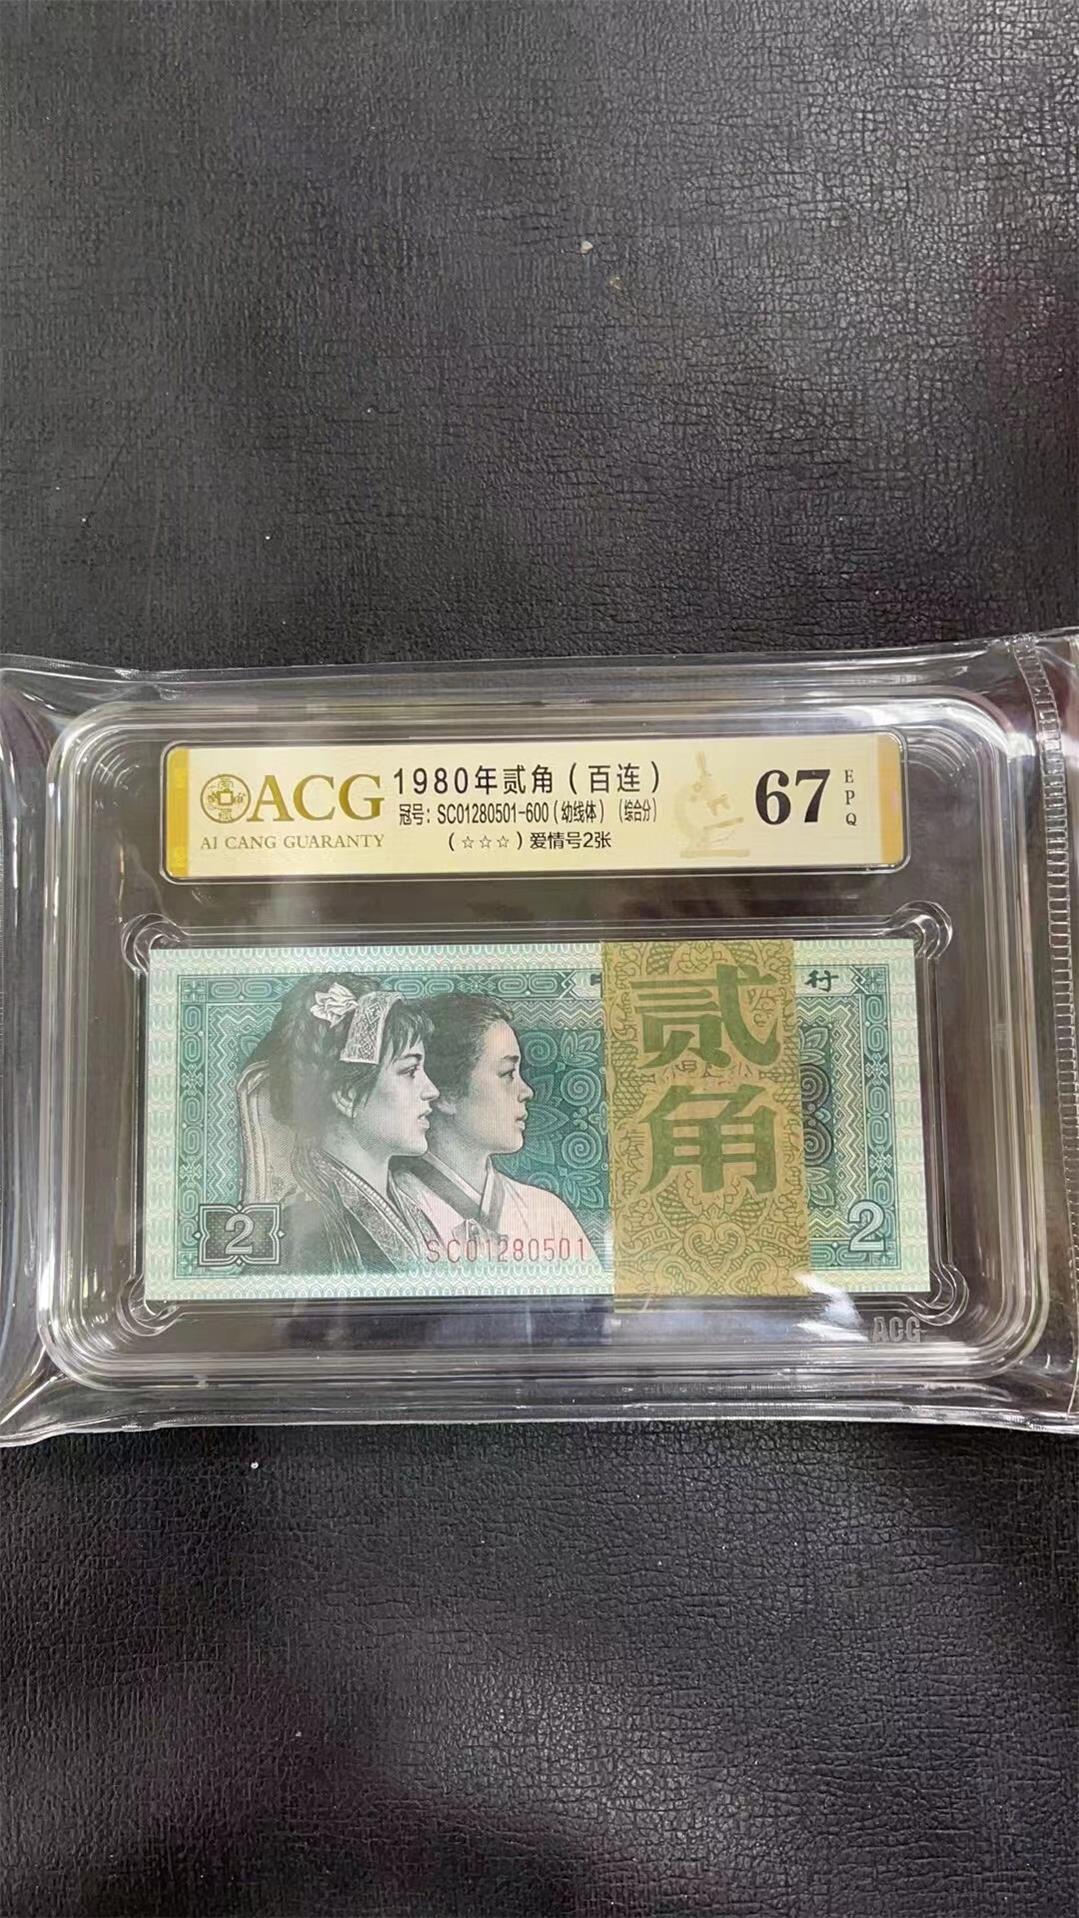 ACG
AI CANG GUARANTY
1980年贰角（百连）
冠号：SC01280501-600（幼线体）（综合分）
（☆☆☆）爱情号2张
67
EPQ
行
贰角
2
SC01280501
2
ACG